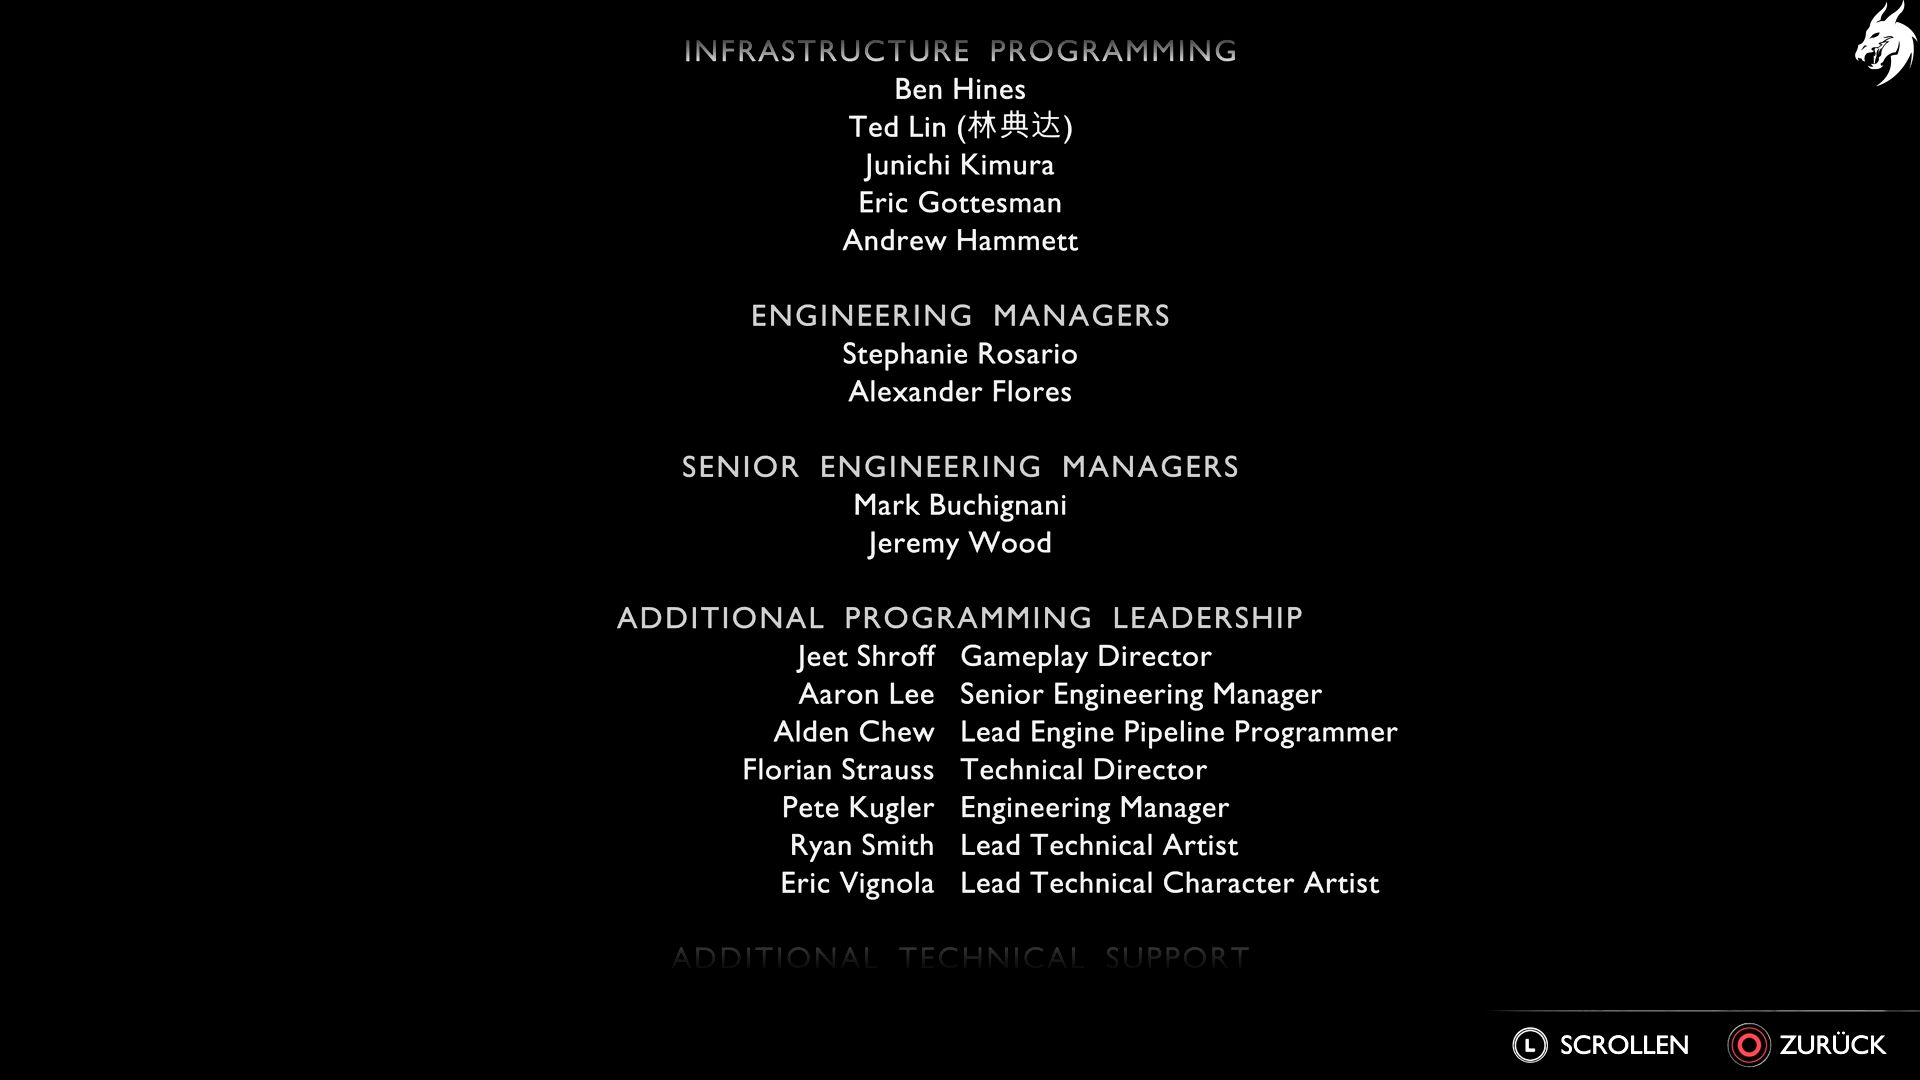 INFRASTRUCTURE PROGRAMMING
Ben Hines
Ted Lin (林典达)
Junichi Kimura
Eric Gottesman
Andrew Hammett
ENGINEERING MANAGERS
Stephanie Rosario
Alexander Flores
SENIOR ENGINEERING MANAGERS
Mark Buchignani
Jeremy Wood
ADDITIONAL PROGRAMMING LEADERSHIP
Jeet Shroff Gameplay Director
Aaron Lee Senior Engineering Manager
Alden Chew Lead Engine Pipeline Programmer
Florian Strauss Technical Director
Pete Kugler Engineering Manager
Ryan Smith Lead Technical Artist
Eric Vignola Lead Technical Character Artist
ADDITIONAL TECHNICAL SUPPORT
L SCROLLEN ZURÜCK